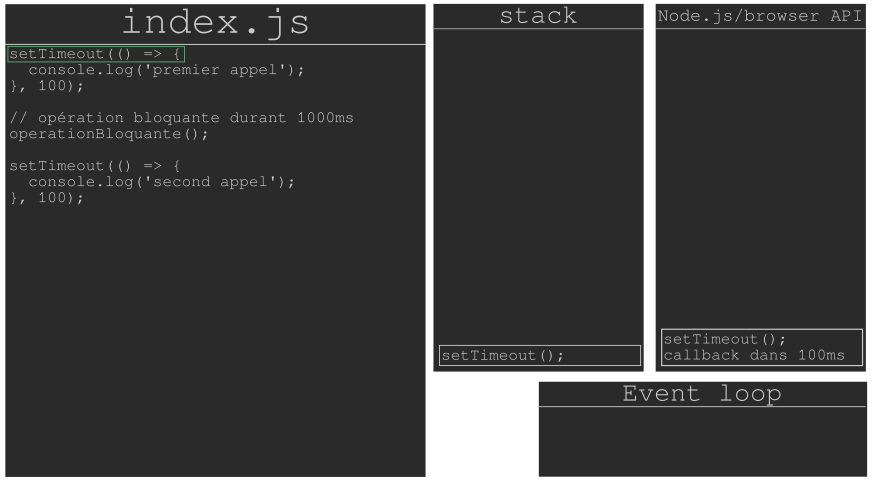 index.js
setTimeout(() => {
  console.log('premier appel');
}, 100);
// opération bloquante durant 1000ms
operationBloquante();
setTimeout(() => {
  console.log('second appel');
}, 100);
stack
setTimeout();
Node.js/browser API
setTimeout();
callback dans 100ms
Event loop